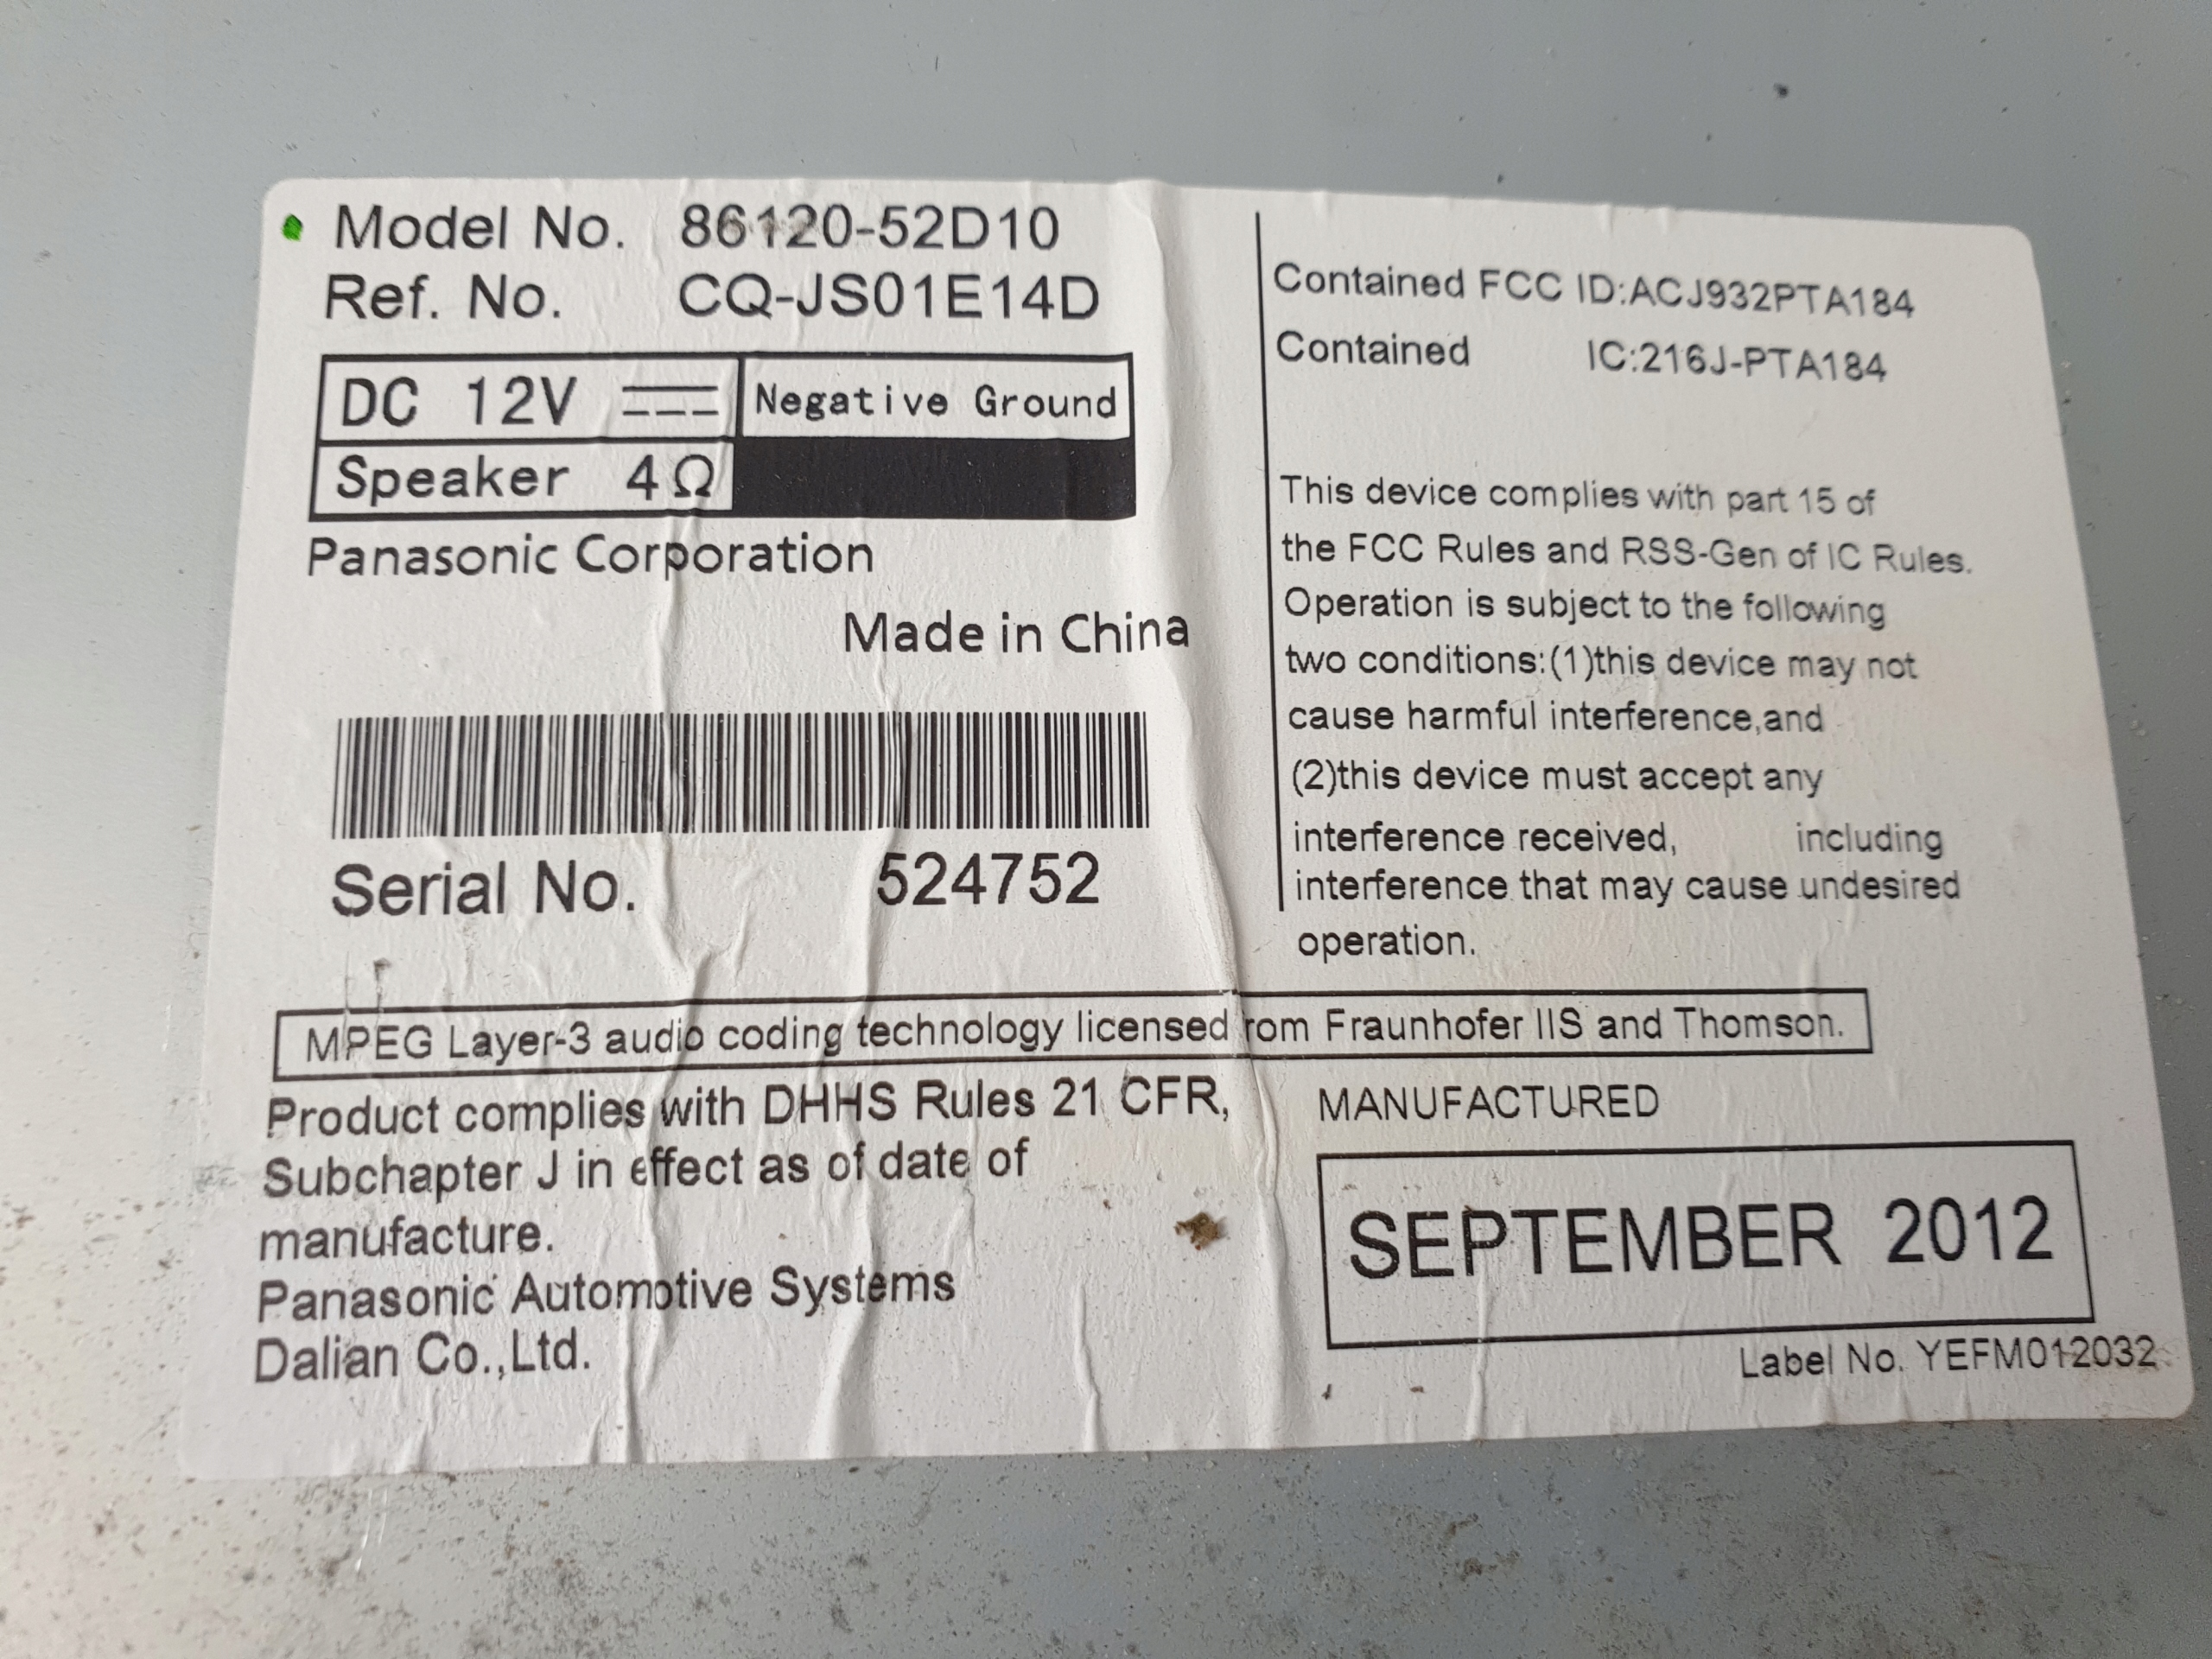 Model No. 86120-52D10
Ref. No. CQ-JS01E14D
DC 12V Negative Ground
Speaker 4Ω
Panasonic Corporation
Made in China
Serial No. 524752
Contained FCC ID:ACJ932PTA184
Contained IC:216J-PTA184
This device complies with part 15 of
the FCC Rules and RSS-Gen of IC Rules.
Operation is subject to the following
two conditions:(1)this device may not
cause harmful interference,and
(2)this device must accept any
interference received, including
interference that may cause undesired
operation.
MPEG Layer-3 audio coding technology licensed rom Fraunhofer IIS and Thomson.
Product complies with DHHS Rules 21 CFR,
Subchapter J in effect as of date of
manufacture.
Panasonic Automotive Systems
Dalian Co.,Ltd.
MANUFACTURED
SEPTEMBER 2012
Label No. YEFM012032